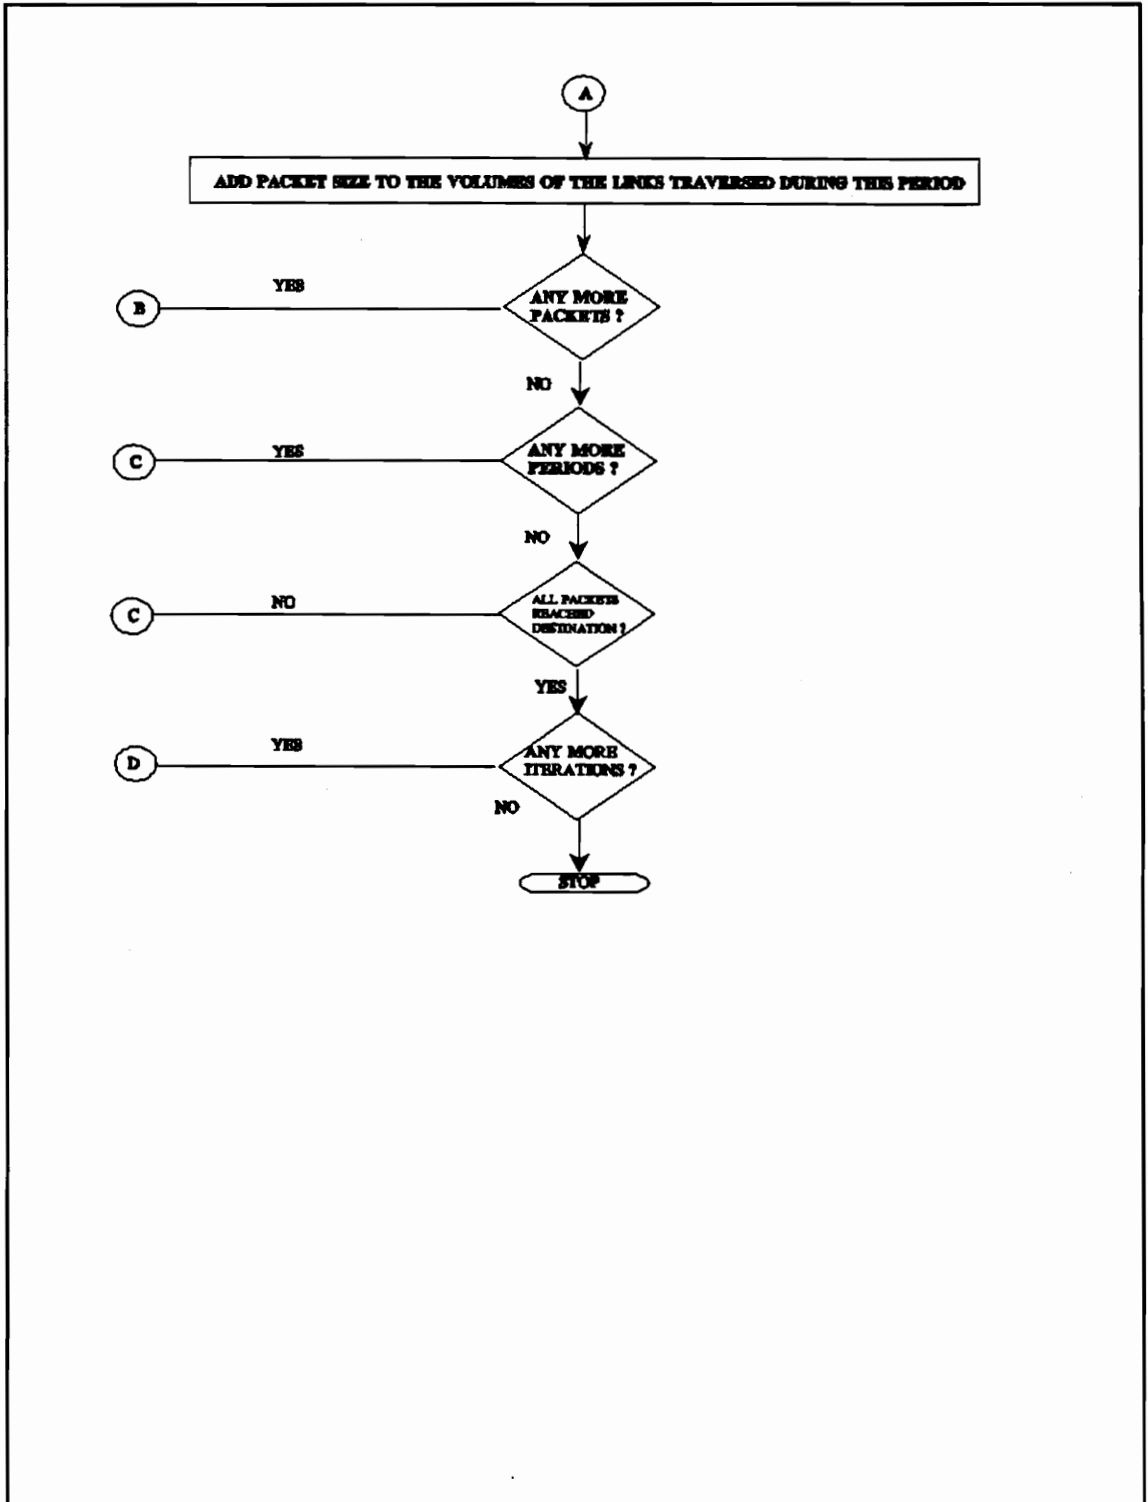 A
ADD PACKET SIZE TO THE VOLUMES OF THE LINKS TRAVERSED DURING THIS PERIOD
YES
B
ANY MORE
PACKETS ?
NO
YES
C
ANY MORE
PERIODS ?
NO
NO
C
ALL PACKETS
REACHED
DESTINATION ?
YES
YES
D
ANY MORE
ITERATIONS ?
NO
STOP